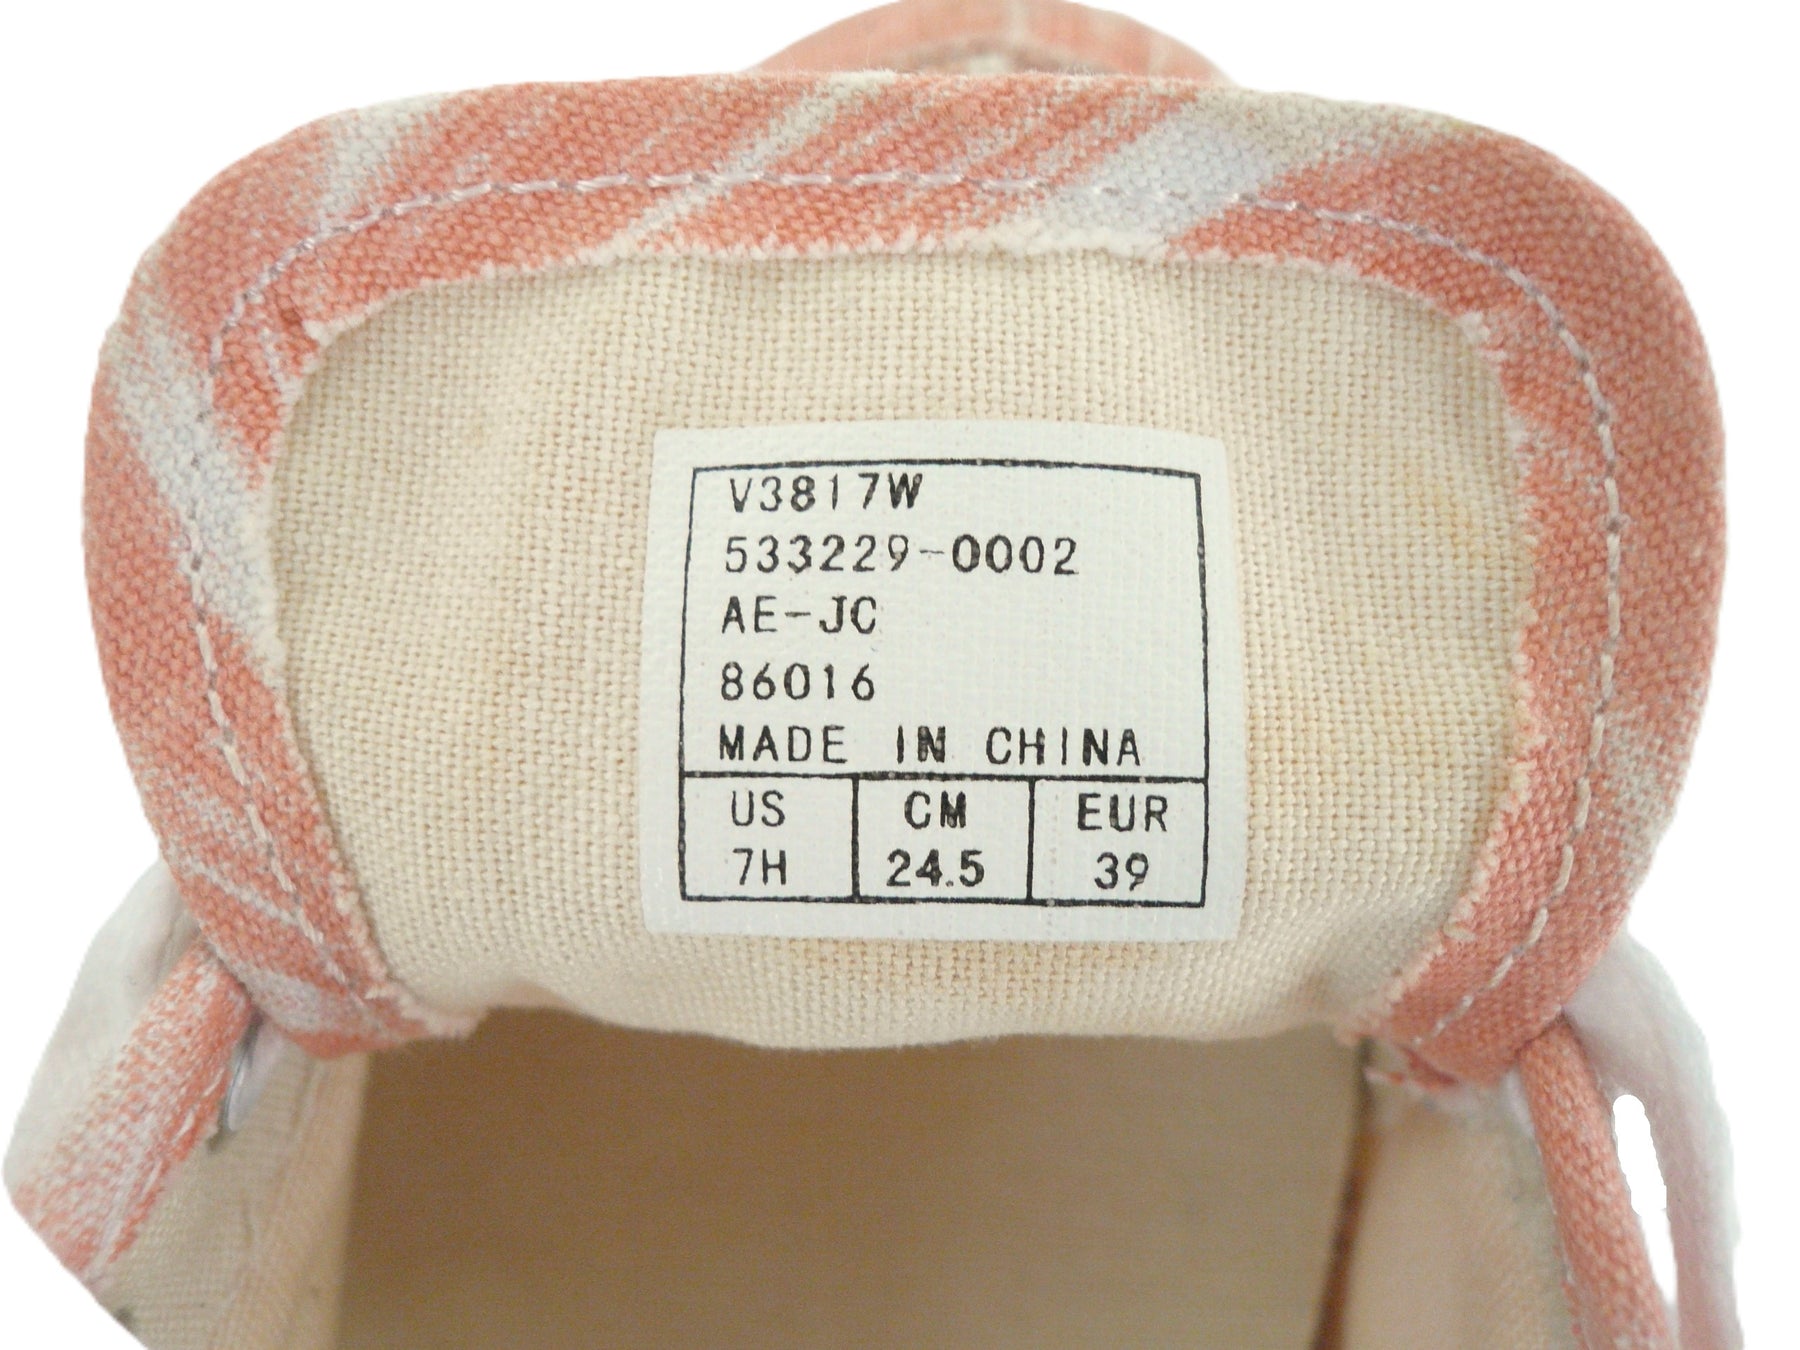 V3817W
533229-0002
AE-JC
86016
MADE IN CHINA
US CM EUR
7H 24.5 39